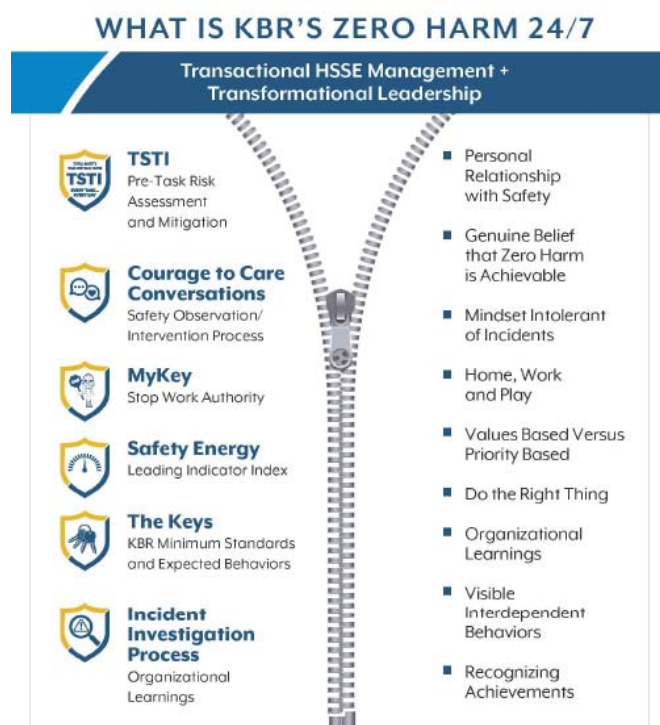 WHAT IS KBR'S ZERO HARM 24/7
Transactional HSSE Management +
Transformational Leadership
TSTI
TSTI
Pre-Task Risk
Assessment
and Mitigation
Courage to Care
Conversations
Safety Observation/
Intervention Process
MyKey
Stop Work Authority
Safety Energy
Leading Indicator Index
The Keys
KBR Minimum Standards
and Expected Behaviors
Incident
Investigation
Process
Organizational
Learnings
Personal
Relationship
with Safety
Genuine Belief
that Zero Harm
is Achievable
Mindset Intolerant
of Incidents
Home, Work
and Play
Values Based Versus
Priority Based
Do the Right Thing
Organizational
Learnings
Visible
Interdependent
Behaviors
Recognizing
Achievements